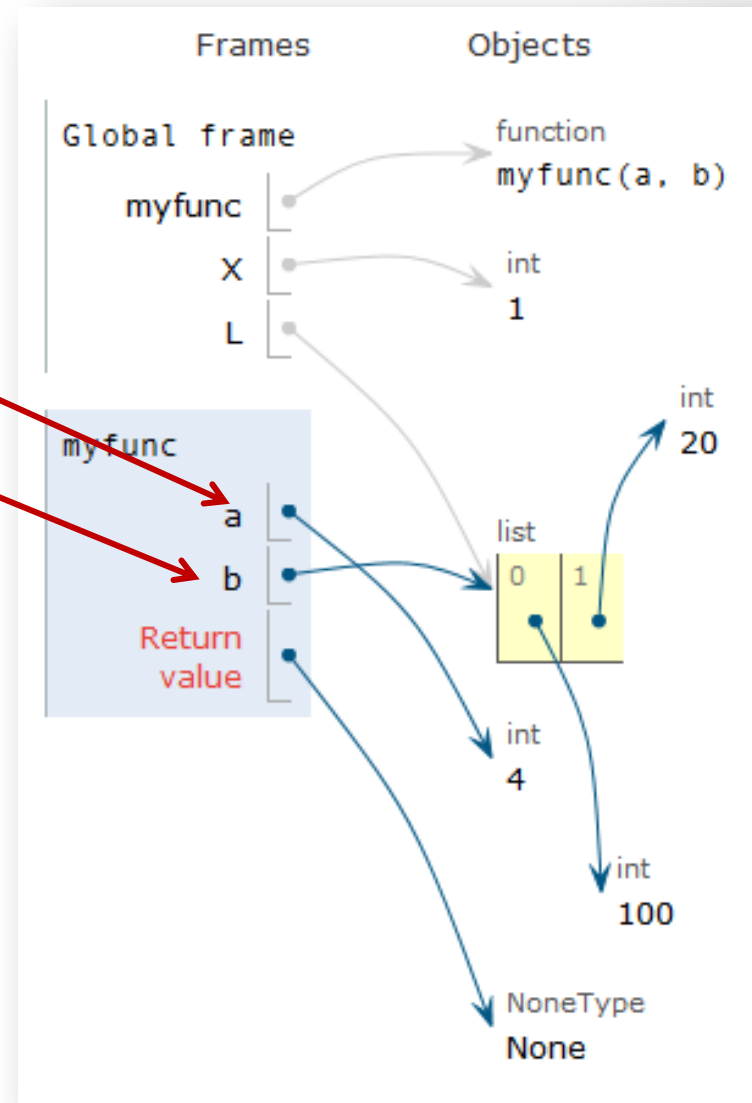 Frames Objects
Global frame
function
myfunc(a, b)
myfunc
X
int
1
L
int
20
myfunc
a
list
0 1
b
Return
value
int
4
int
100
NoneType
None